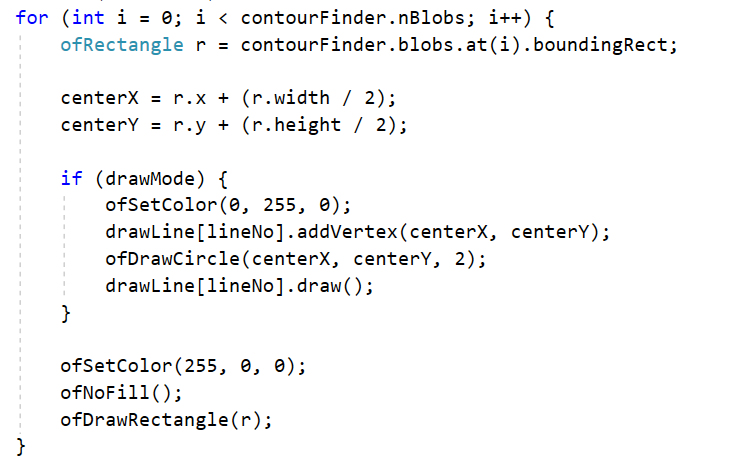 for (int i = 0; i < contourFinder.nBlobs; i++) {
    ofRectangle r = contourFinder.blobs.at(i).boundingRect;

    centerX = r.x + (r.width / 2);
    centerY = r.y + (r.height / 2);

    if (drawMode) {
        ofSetColor(0, 255, 0);
        drawLine[lineNo].addVertex(centerX, centerY);
        ofDrawCircle(centerX, centerY, 2);
        drawLine[lineNo].draw();
    }

    ofSetColor(255, 0, 0);
    ofNoFill();
    ofDrawRectangle(r);
}